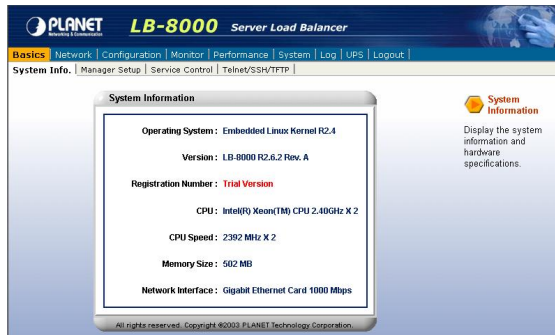 PLANET
Networking & Communication
LB-8000 Server Load Balancer
Basics | Network | Configuration | Monitor | Performance | System | Log | UPS | Logout |
System Info. | Manager Setup | Service Control | Telnet/SSH/TFTP |
System Information
Operating System : Embedded Linux Kernel R2.4
Version : LB-8000 R2.6.2 Rev. A
Registration Number : Trial Version
CPU : Intel(R) Xeon(TM) CPU 2.40GHz X 2
CPU Speed : 2392 MHz X 2
Memory Size : 502 MB
Network Interface : Gigabit Ethernet Card 1000 Mbps
All rights reserved. Copyright ©2003 PLANET Technology Corporation.
System
Information
Display the system
information and
hardware
specifications.